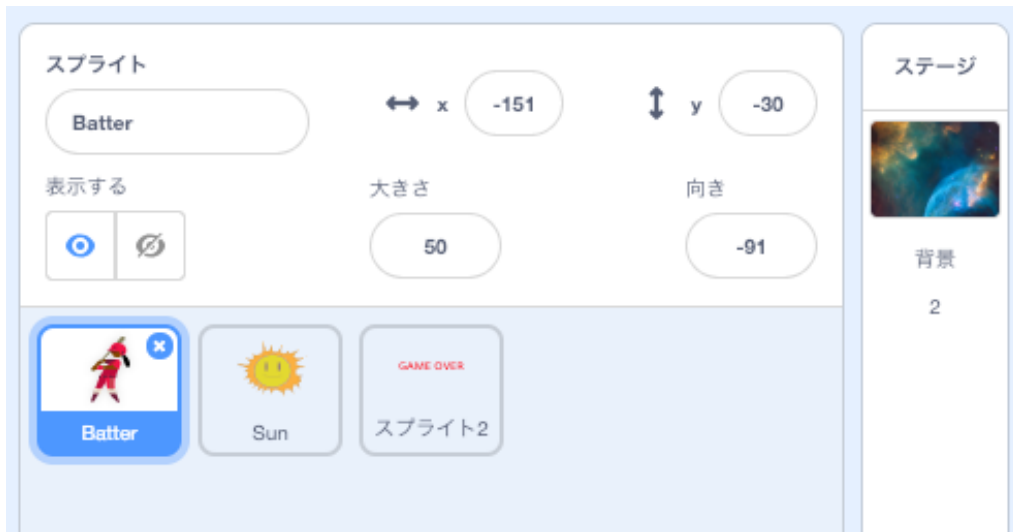 スプライト
Batter
x
-151
y
-30
表示する
大きさ
50
向き
-91
Batter
Sun
GAME OVER
スプライト2
ステージ
背景
2